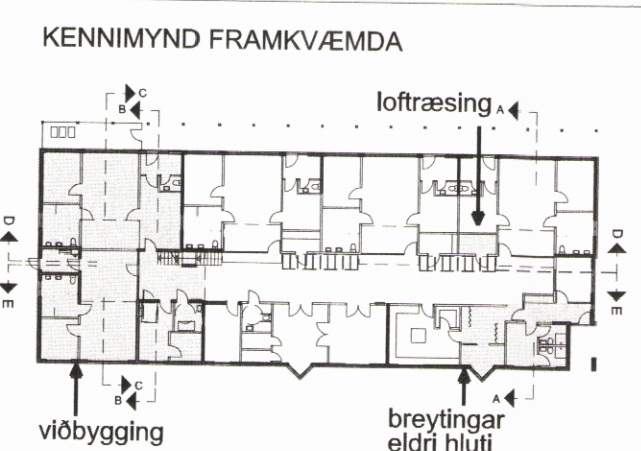 KENNIMYND FRAMKVÆMDA
C
B
loftræsing
A
D
D
E
E
C
B
A
viðbygging
breytingar
eldri hluti